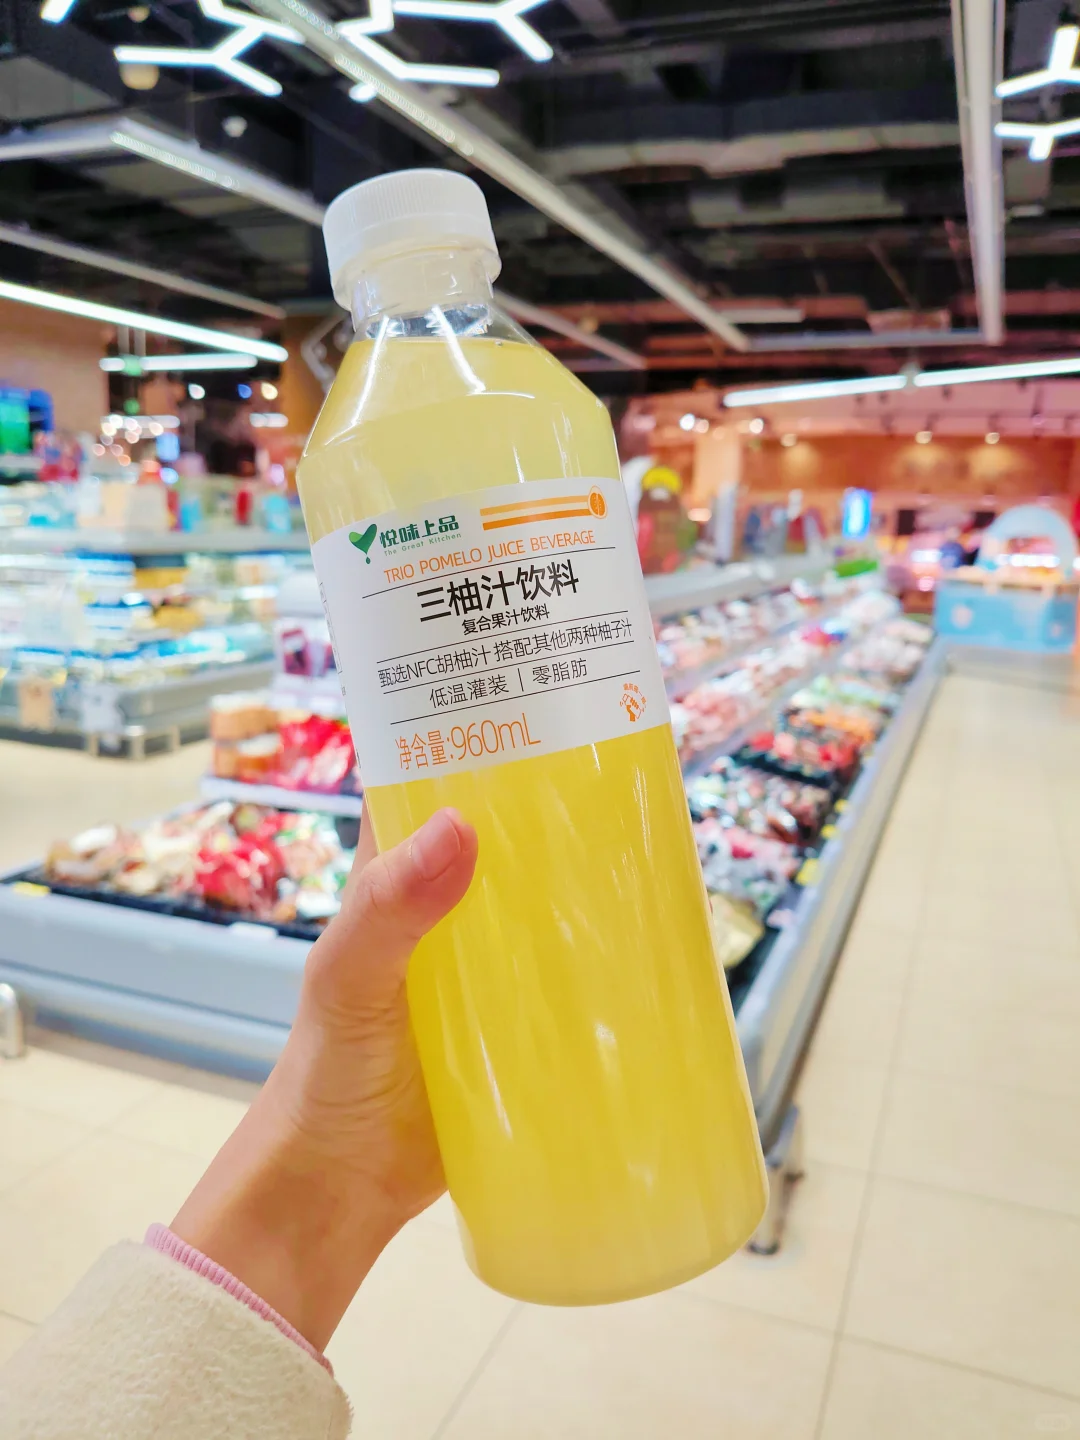 悦味上品
The Great Kitchen
TRIO POMELO JUICE BEVERAGE
三柚汁饮料
复合果汁饮料
甄选NFC胡柚汁 搭配其他两种柚子汁
低温灌装 | 零脂肪
净含量:960mL